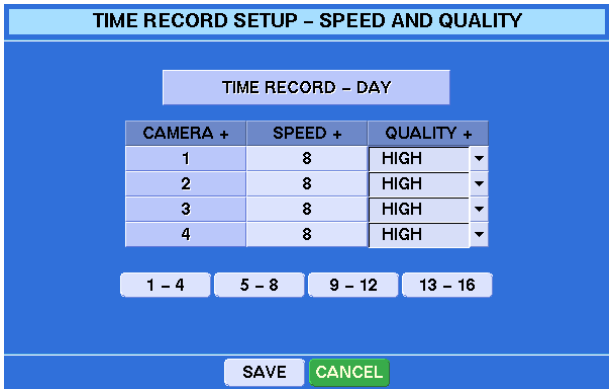 TIME RECORD SETUP – SPEED AND QUALITY
TIME RECORD – DAY
CAMERA + SPEED + QUALITY +
1 8 HIGH
2 8 HIGH
3 8 HIGH
4 8 HIGH
1 – 4 5 – 8 9 – 12 13 – 16
SAVE CANCEL